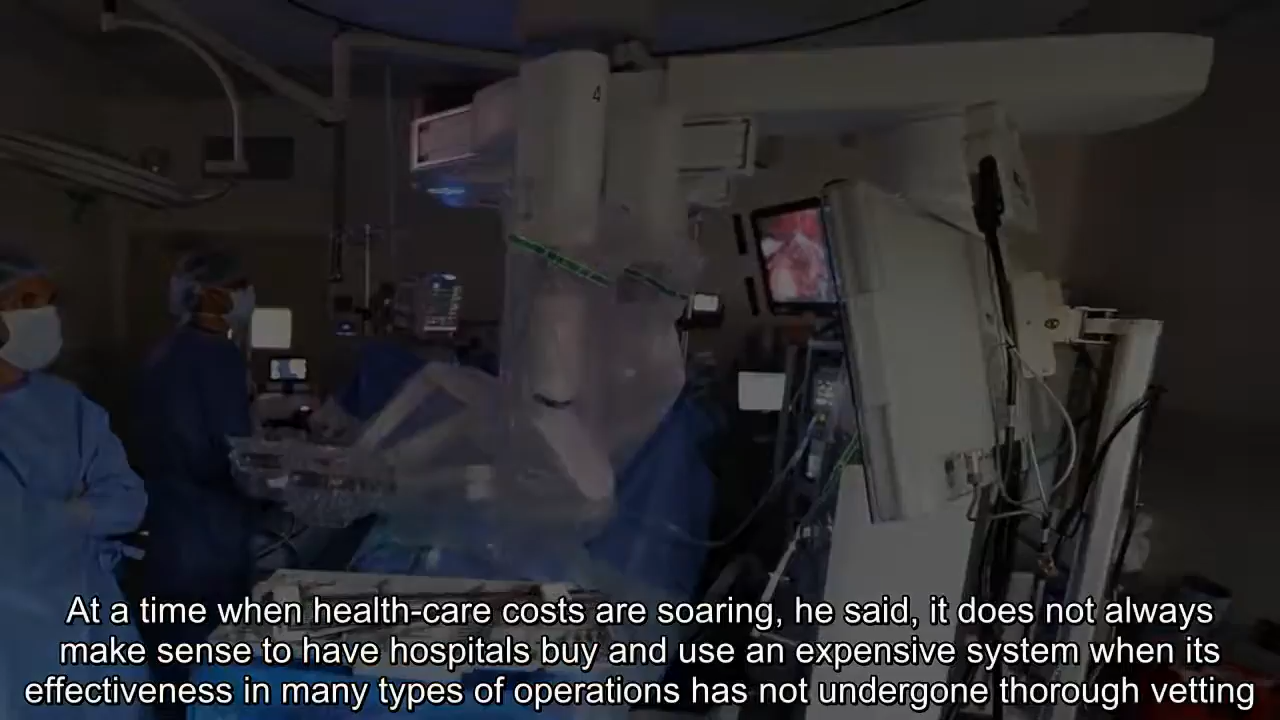 4
At a time when health-care costs are soaring, he said, it does not always
make sense to have hospitals buy and use an expensive system when its
effectiveness in many types of operations has not undergone thorough vetting